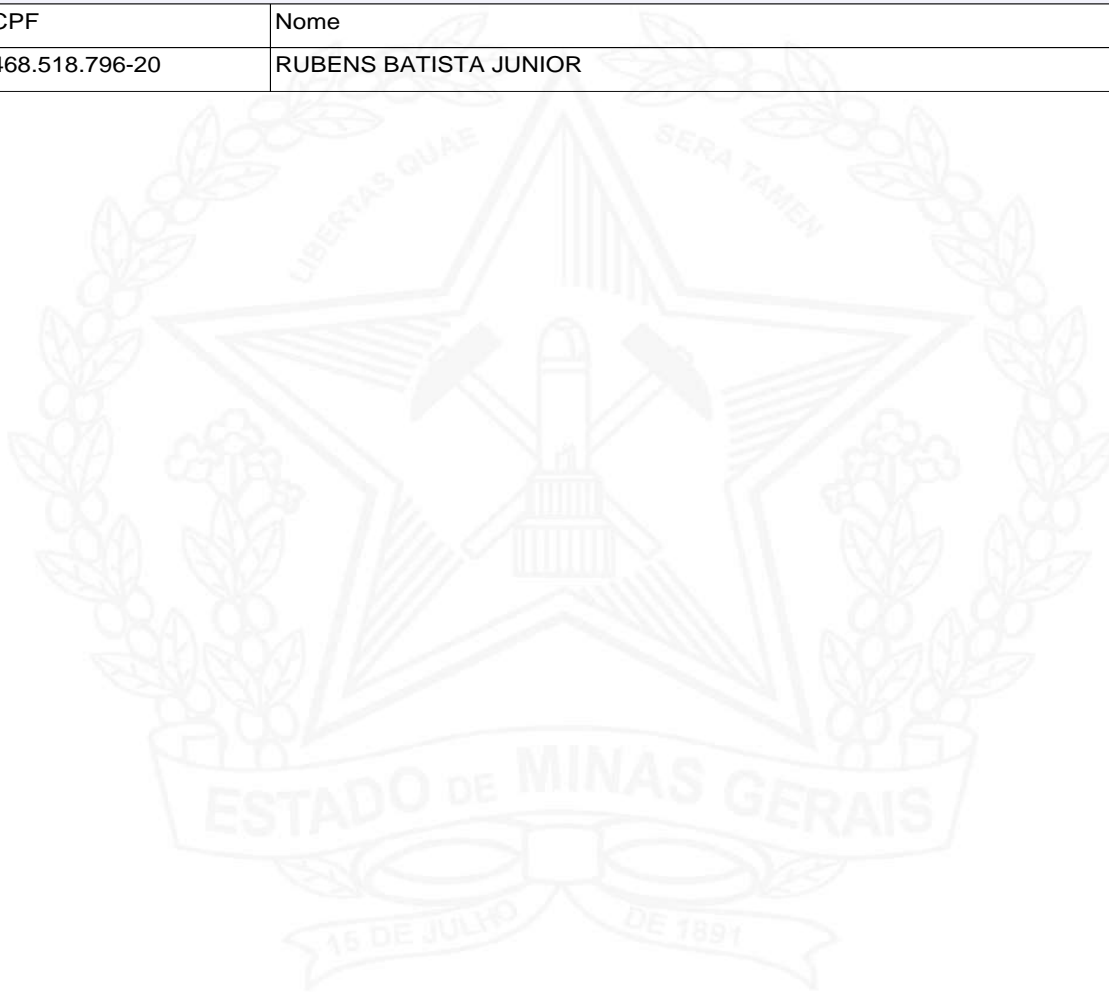 CPF Nome
468.518.796-20 RUBENS BATISTA JUNIOR
LIBERTAS QUAE SERA TAMEN
ESTADO DE MINAS GERAIS
15 DE JULHO DE 1891